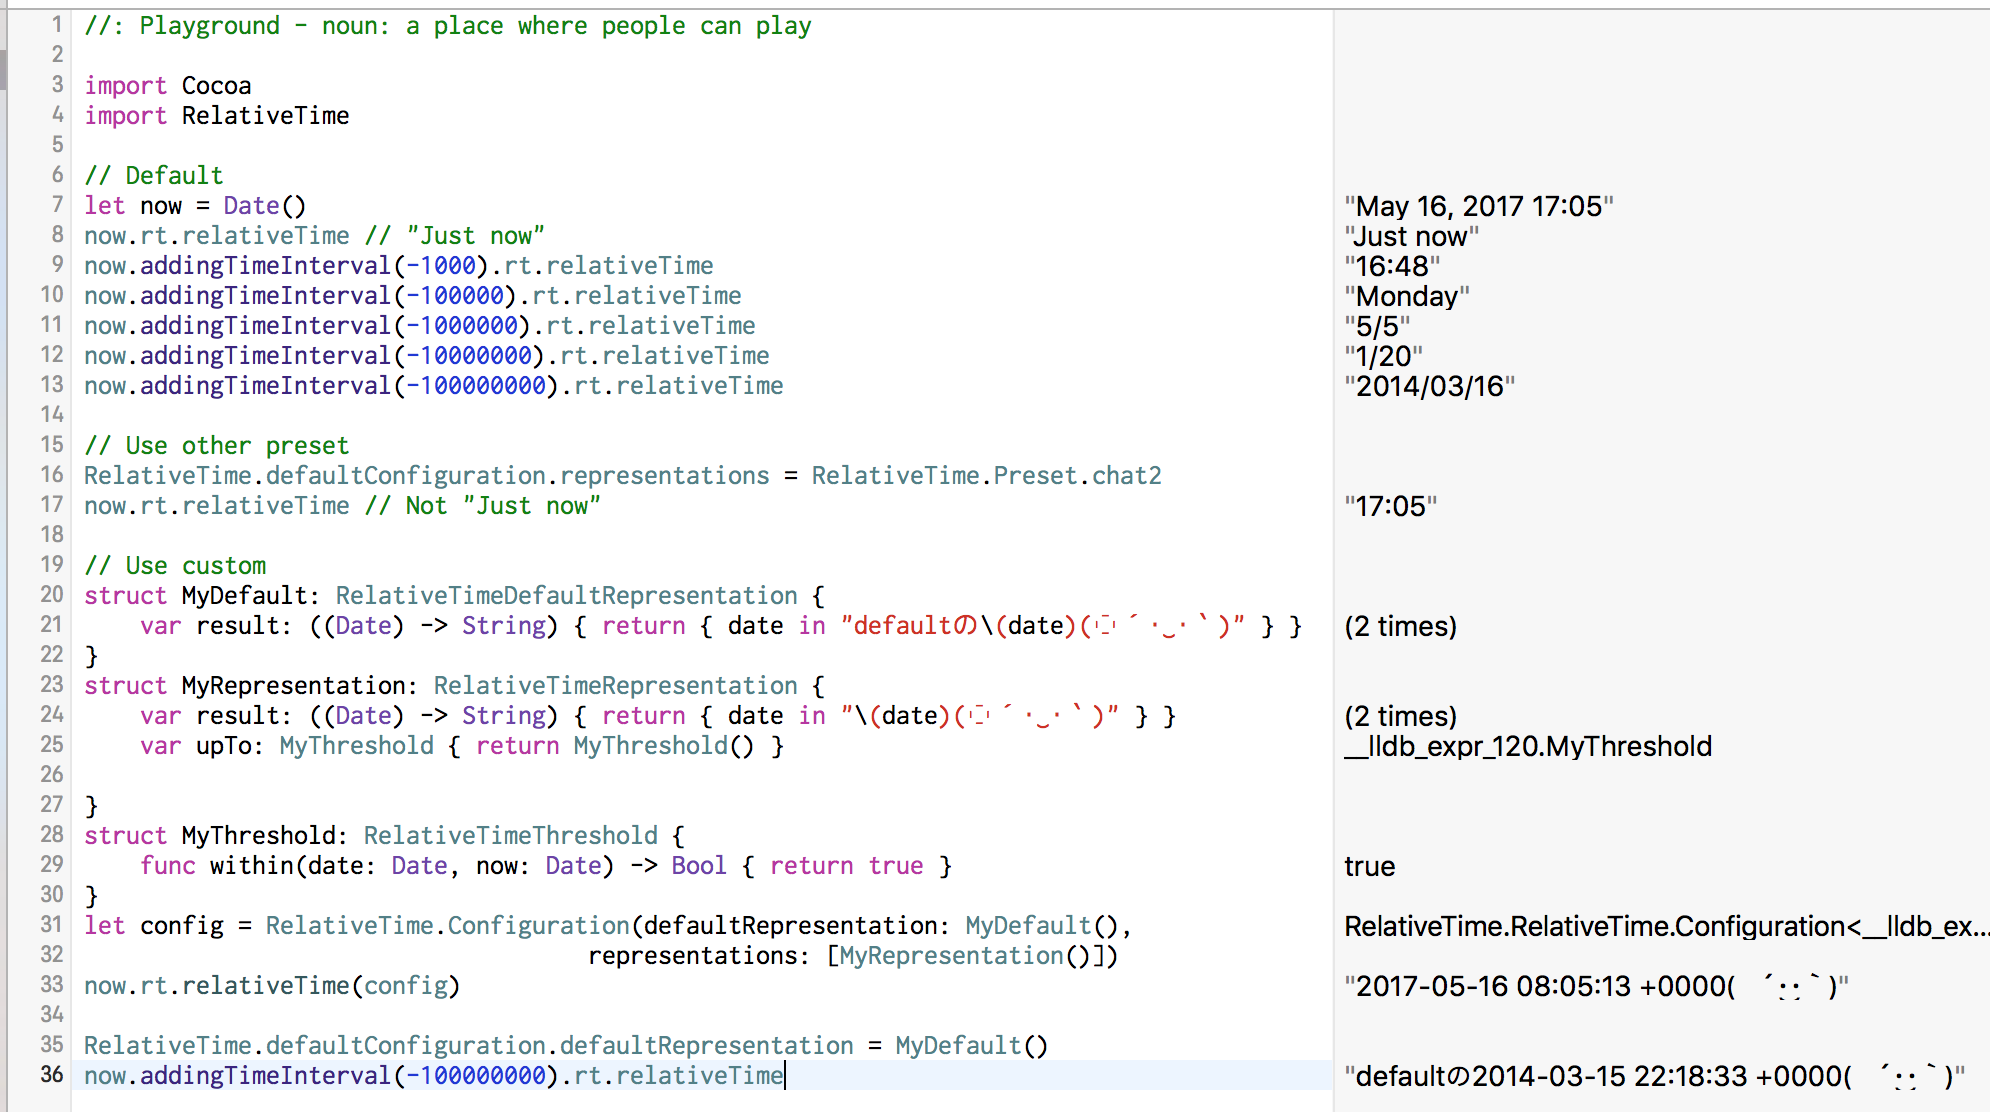 1 //: Playground - noun: a place where people can play
2
3 import Cocoa
4 import RelativeTime
5
6 // Default
7 let now = Date() "May 16, 2017 17:05"
8 now.rt.relativeTime // "Just now" "Just now"
9 now.addingTimeInterval(-1000).rt.relativeTime "16:48"
10 now.addingTimeInterval(-100000).rt.relativeTime "Monday"
11 now.addingTimeInterval(-1000000).rt.relativeTime "5/5"
12 now.addingTimeInterval(-10000000).rt.relativeTime "1/20"
13 now.addingTimeInterval(-100000000).rt.relativeTime "2014/03/16"
14
15 // Use other preset
16 RelativeTime.defaultConfiguration.representations = RelativeTime.Preset.chat2
17 now.rt.relativeTime // Not "Just now" "17:05"
18
19 // Use custom
20 struct MyDefault: RelativeTimeDefaultRepresentation {
21     var result: ((Date) -> String) { return { date in "defaultの\(date)( ´･‿･｀)" } } (2 times)
22 }
23 struct MyRepresentation: RelativeTimeRepresentation {
24     var result: ((Date) -> String) { return { date in "\(date)( ´･‿･｀)" } } (2 times)
25     var upTo: MyThreshold { return MyThreshold() } __lldb_expr_120.MyThreshold
26
27 }
28 struct MyThreshold: RelativeTimeThreshold {
29     func within(date: Date, now: Date) -> Bool { return true } true
30 }
31 let config = RelativeTime.Configuration(defaultRepresentation: MyDefault(), RelativeTime.RelativeTime.Configuration<__lldb_ex...
32                                     representations: [MyRepresentation()])
33 now.rt.relativeTime(config) "2017-05-16 08:05:13 +0000( ´･‿･｀)"
34
35 RelativeTime.defaultConfiguration.defaultRepresentation = MyDefault()
36 now.addingTimeInterval(-100000000).rt.relativeTime "defaultの2014-03-15 22:18:33 +0000( ´･‿･｀)"